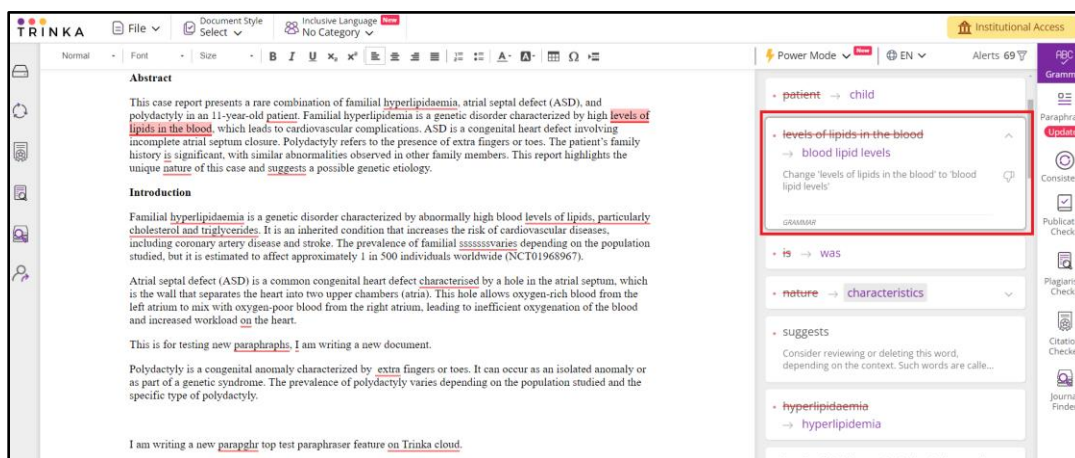 TRINKA
File
Document Style
Select
Inclusive Language New
No Category
Institutional Access
Normal
Font
Size
B I U x₂ x² A A Ω
Power Mode New
EN
Alerts 69
Abstract
This case report presents a rare combination of familial hyperlipidaemia, atrial septal defect (ASD), and
polydactyly in an 11-year-old patient. Familial hyperlipidemia is a genetic disorder characterized by high levels of
lipids in the blood, which leads to cardiovascular complications. ASD is a congenital heart defect involving
incomplete atrial septum closure. Polydactyly refers to the presence of extra fingers or toes. The patient's family
history is significant, with similar abnormalities observed in other family members. This report highlights the
unique nature of this case and suggests a possible genetic etiology.
Introduction
Familial hyperlipidaemia is a genetic disorder characterized by abnormally high blood levels of lipids, particularly
cholesterol and triglycerides. It is an inherited condition that increases the risk of cardiovascular diseases,
including coronary artery disease and stroke. The prevalence of familial sssssssvaries depending on the population
studied, but it is estimated to affect approximately 1 in 500 individuals worldwide (NCT01968967).
Atrial septal defect (ASD) is a common congenital heart defect characterised by a hole in the atrial septum, which
is the wall that separates the heart into two upper chambers (atria). This hole allows oxygen-rich blood from the
left atrium to mix with oxygen-poor blood from the right atrium, leading to inefficient oxygenation of the blood
and increased workload on the heart.
This is for testing new paraphraphs, I am writing a new document.
Polydactyly is a congenital anomaly characterized by extra fingers or toes. It can occur as an isolated anomaly or
as part of a genetic syndrome. The prevalence of polydactyly varies depending on the population studied and the
specific type of polydactyly.
I am writing a new parapghr top test paraphraser feature on Trinka cloud.
patient → child
levels of lipids in the blood
→ blood lipid levels
Change 'levels of lipids in the blood' to 'blood
lipid levels'
GRAMMAR
is → was
nature → characteristics
suggests
Consider reviewing or deleting this word,
depending on the context. Such words are calle...
hyperlipidaemia
→ hyperlipidemia
ABC
Gramm
Paraphra
Update
Consiste
Publicat
Check
Plagiaris
Check
Citatio
Checke
Journa
Finde